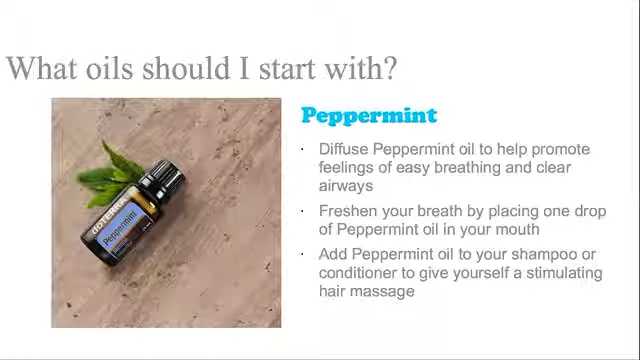 What oils should I start with?
Peppermint
· Diffuse Peppermint oil to help promote
feelings of easy breathing and clear
airways
· Freshen your breath by placing one drop
of Peppermint oil in your mouth
· Add Peppermint oil to your shampoo or
conditioner to give yourself a stimulating
hair massage
dōTERRA
Peppermint